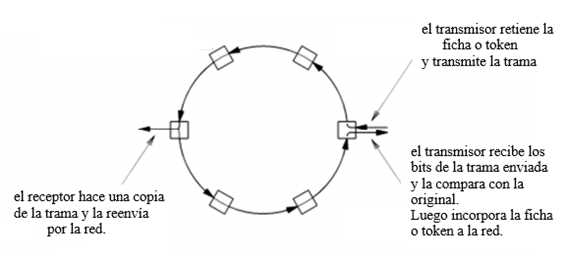 el transmisor retiene la
ficha o token
y transmite la trama
el transmisor recibe los
bits de la trama enviada
y la compara con la
original.
Luego incorpora la ficha
o token a la red.
el receptor hace una copia
de la trama y la reenvía
por la red.